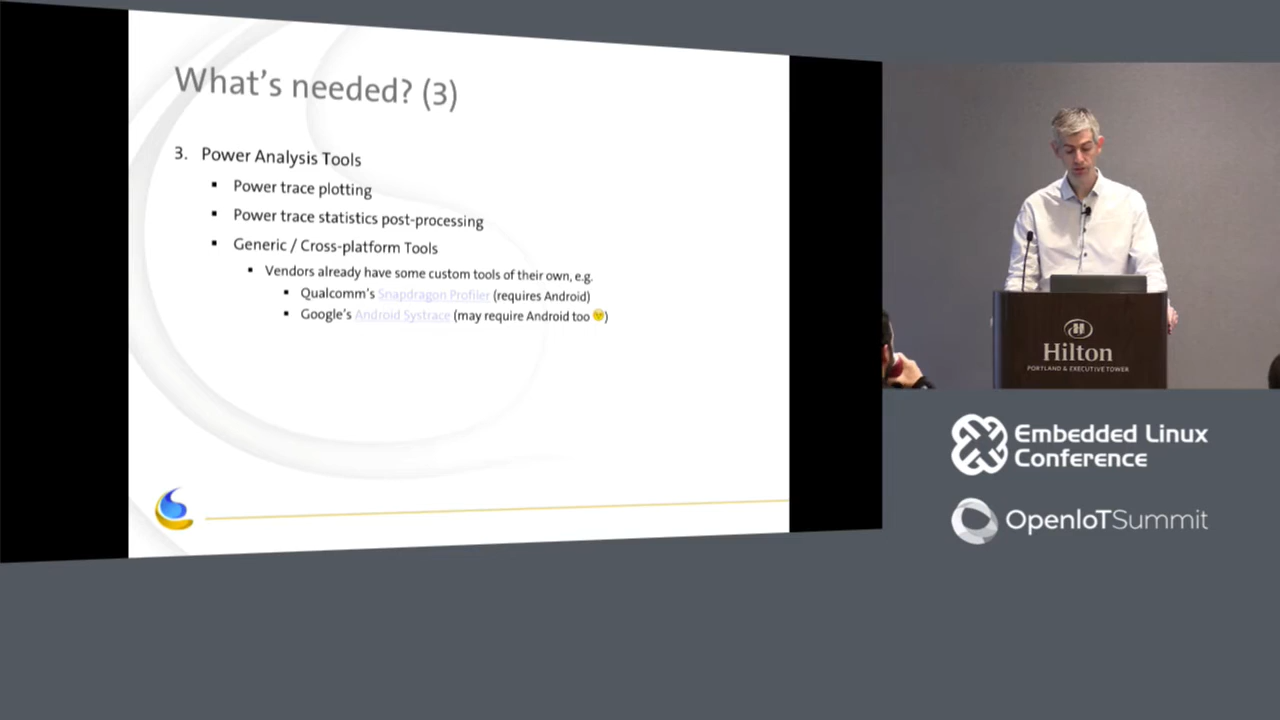 What's needed? (3)
3. Power Analysis Tools
▪ Power trace plotting
▪ Power trace statistics post-processing
▪ Generic / Cross-platform Tools
▪ Vendors already have some custom tools of their own, e.g.
▪ Qualcomm's Snapdragon Profiler (requires Android)
▪ Google's Android Systrace (may require Android too 🙁)
Hilton
PORTLAND & EXECUTIVE TOWER
Embedded Linux
Conference
OpenIoTSummit